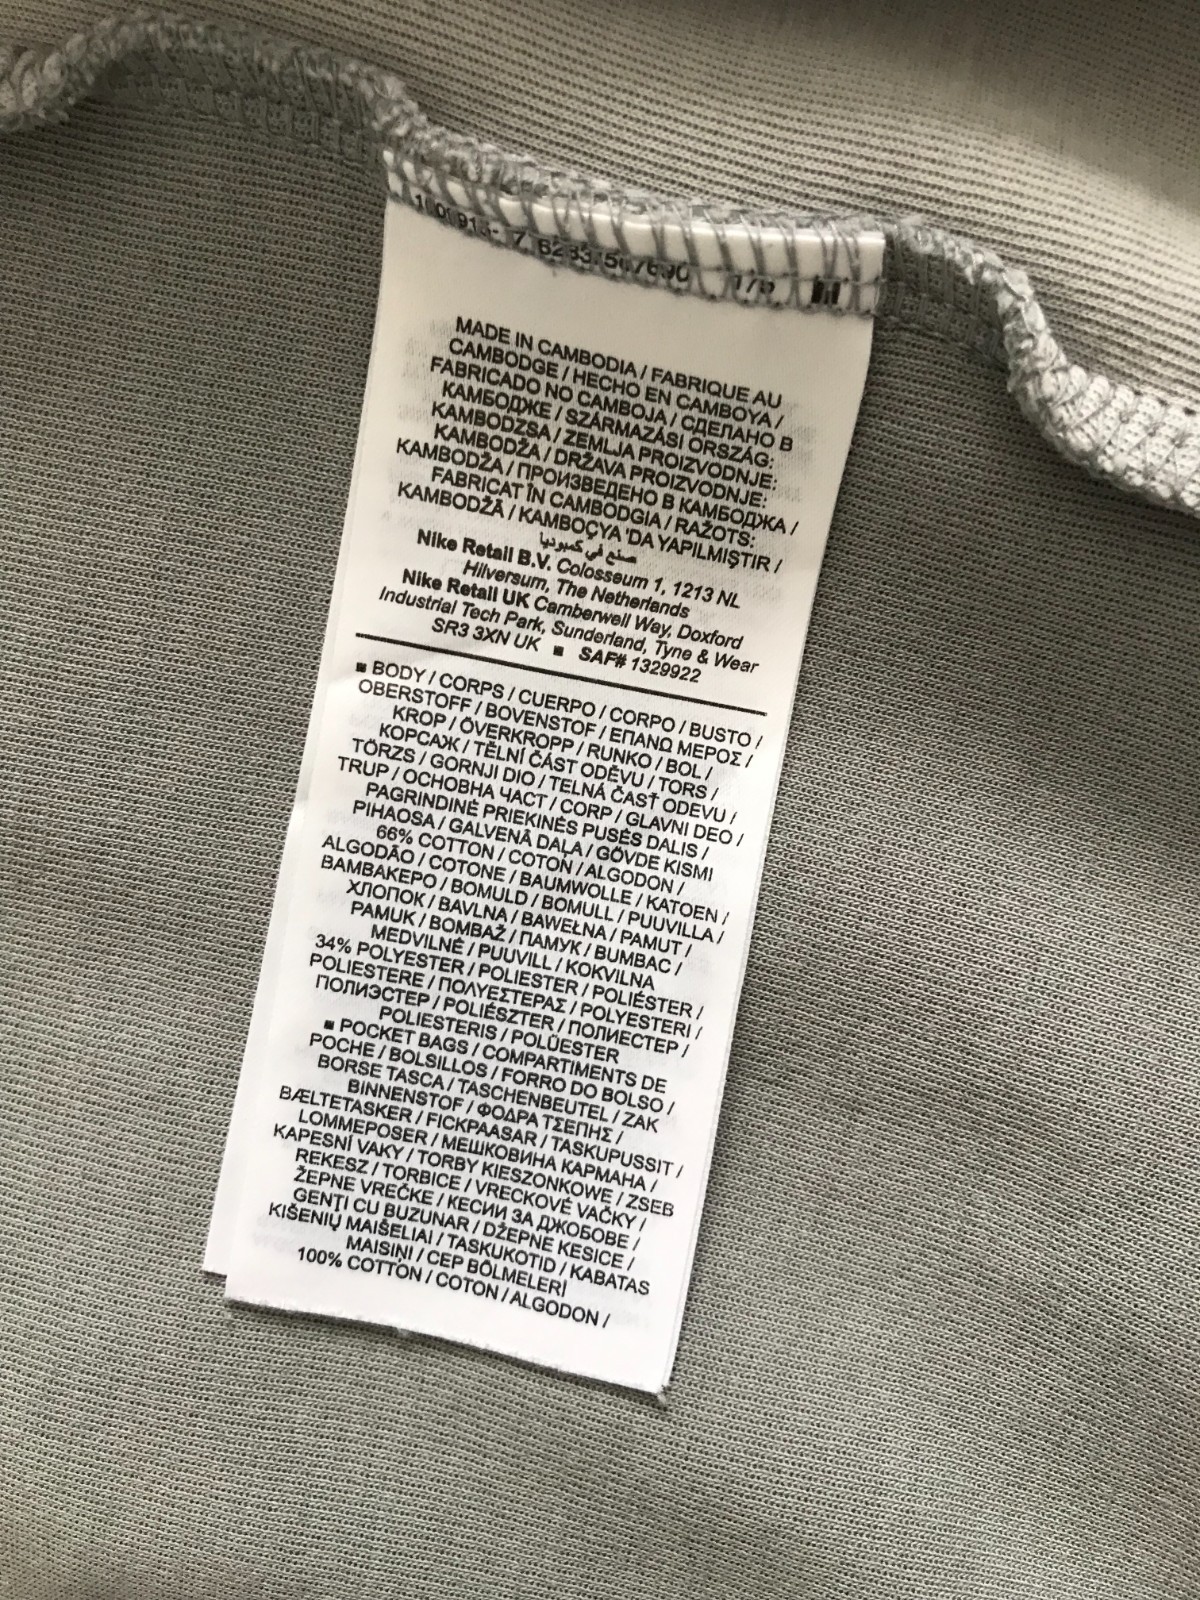 MADE IN CAMBODIA / FABRIQUE AU
CAMBODGE / HECHO EN CAMBOYA /
FABRICADO NO CAMBOJA / СДЕЛАНО В
КАМБОДЖЕ / SZÁRMAZÁSI ORSZÁG:
KAMBODZSA / ZEMLJA PROIZVODNJE:
KAMBODŽA / DRŽAVA PROIZVODNJE:
KAMBODŽA / ПРОИЗВЕДЕНО В КАМБОДЖА /
FABRICAT ÎN CAMBODGIA / RAŽOTS:
KAMBODŽĀ / KAMBOÇYA 'DA YAPILMIŞTIR /
صنع في كمبوديا
Nike Retail B.V. Colosseum 1, 1213 NL
Hilversum, The Netherlands
Nike Retail UK Camberwell Way, Doxford
Industrial Tech Park, Sunderland, Tyne & Wear
SR3 3XN UK ■ SAF# 1329922
■ BODY / CORPS / CUERPO / CORPO / BUSTO /
OBERSTOFF / BOVENSTOF / ΕΠΑΝΩ ΜΕΡΟΣ /
KROP / ÖVERKROPP / RUNKO / BOL /
КОРСАЖ / TĚLNÍ ČÁST ODĚVU / TORS /
TÖRZS / GORNJI DIO / TELNÁ ČASŤ ODEVU /
TRUP / ОСНОВНА ЧАСТ / CORP / GLAVNI DEO /
PAGRINDINĖ PRIEKINĖS PUSĖS DALIS /
PIHAOSA / GALVENĀ DAĻA / GÖVDE KISMI
66% COTTON / COTON / ALGODON /
ALGODÃO / COTONE / BAUMWOLLE / KATOEN /
ΒΑΜΒΑΚΕΡΟ / BOMULD / BOMULL / PUUVILLA /
ХЛОПОК / BAVLNA / BAWEŁNA / PAMUT /
PAMUK / BOMBAŽ / ПАМУК / BUMBAC /
MEDVILNĖ / PUUVILL / KOKVILNA
34% POLYESTER / POLIESTER / POLIÉSTER /
POLIESTERE / ΠΟΛΥΕΣΤΕΡΑΣ / POLYESTERI /
ПОЛИЭСТЕР / POLIÉSZTER / ПОЛИЕСТЕР /
POLIESTERIS / POLÜESTER
■ POCKET BAGS / COMPARTIMENTS DE
POCHE / BOLSILLOS / FORRO DO BOLSO /
BORSE TASCA / TASCHENBEUTEL / ZAK
BINNENSTOF / ΦΟΔΡΑ ΤΣΕΠΗΣ /
BÆLTETASKER / FICKPAASAR / TASKUPUSSIT /
LOMMEPOSER / МЕШКОВИНА КАРМАНА /
KAPESNÍ VAKY / TORBY KIESZONKOWE / ZSEB
REKESZ / TORBICE / VRECKOVÉ VAČKY /
ŽEPNE VREČKE / КЕСИИ ЗА ДЖОБОВЕ /
GENȚI CU BUZUNAR / DŽEPNE KESICE /
KIŠENIŲ MAIŠELIAI / TASKUKOTID / KABATAS
MAISIŅI / CEP BÖLMELERİ
100% COTTON / COTON / ALGODON /